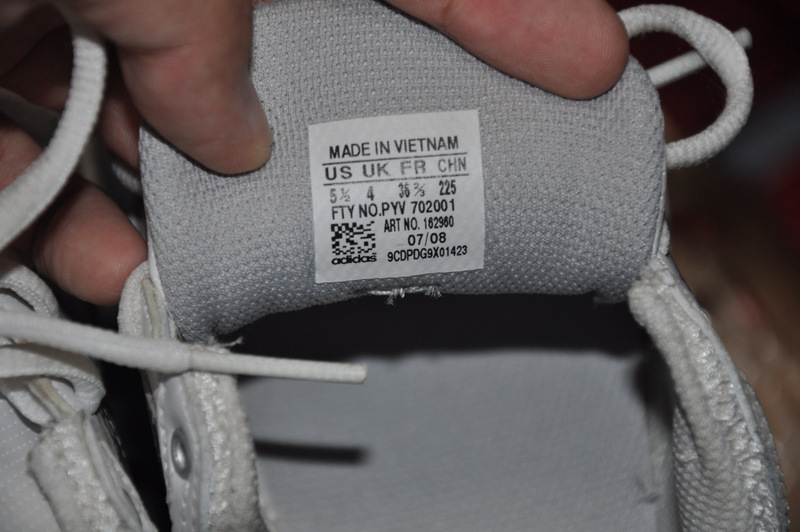 MADE IN VIETNAM
US UK FR CHN
5½ 4 38⅔ 225
FTY NO.PYV 702001
ART NO. 162960
07/08
adidas 9CDPDG9X01423